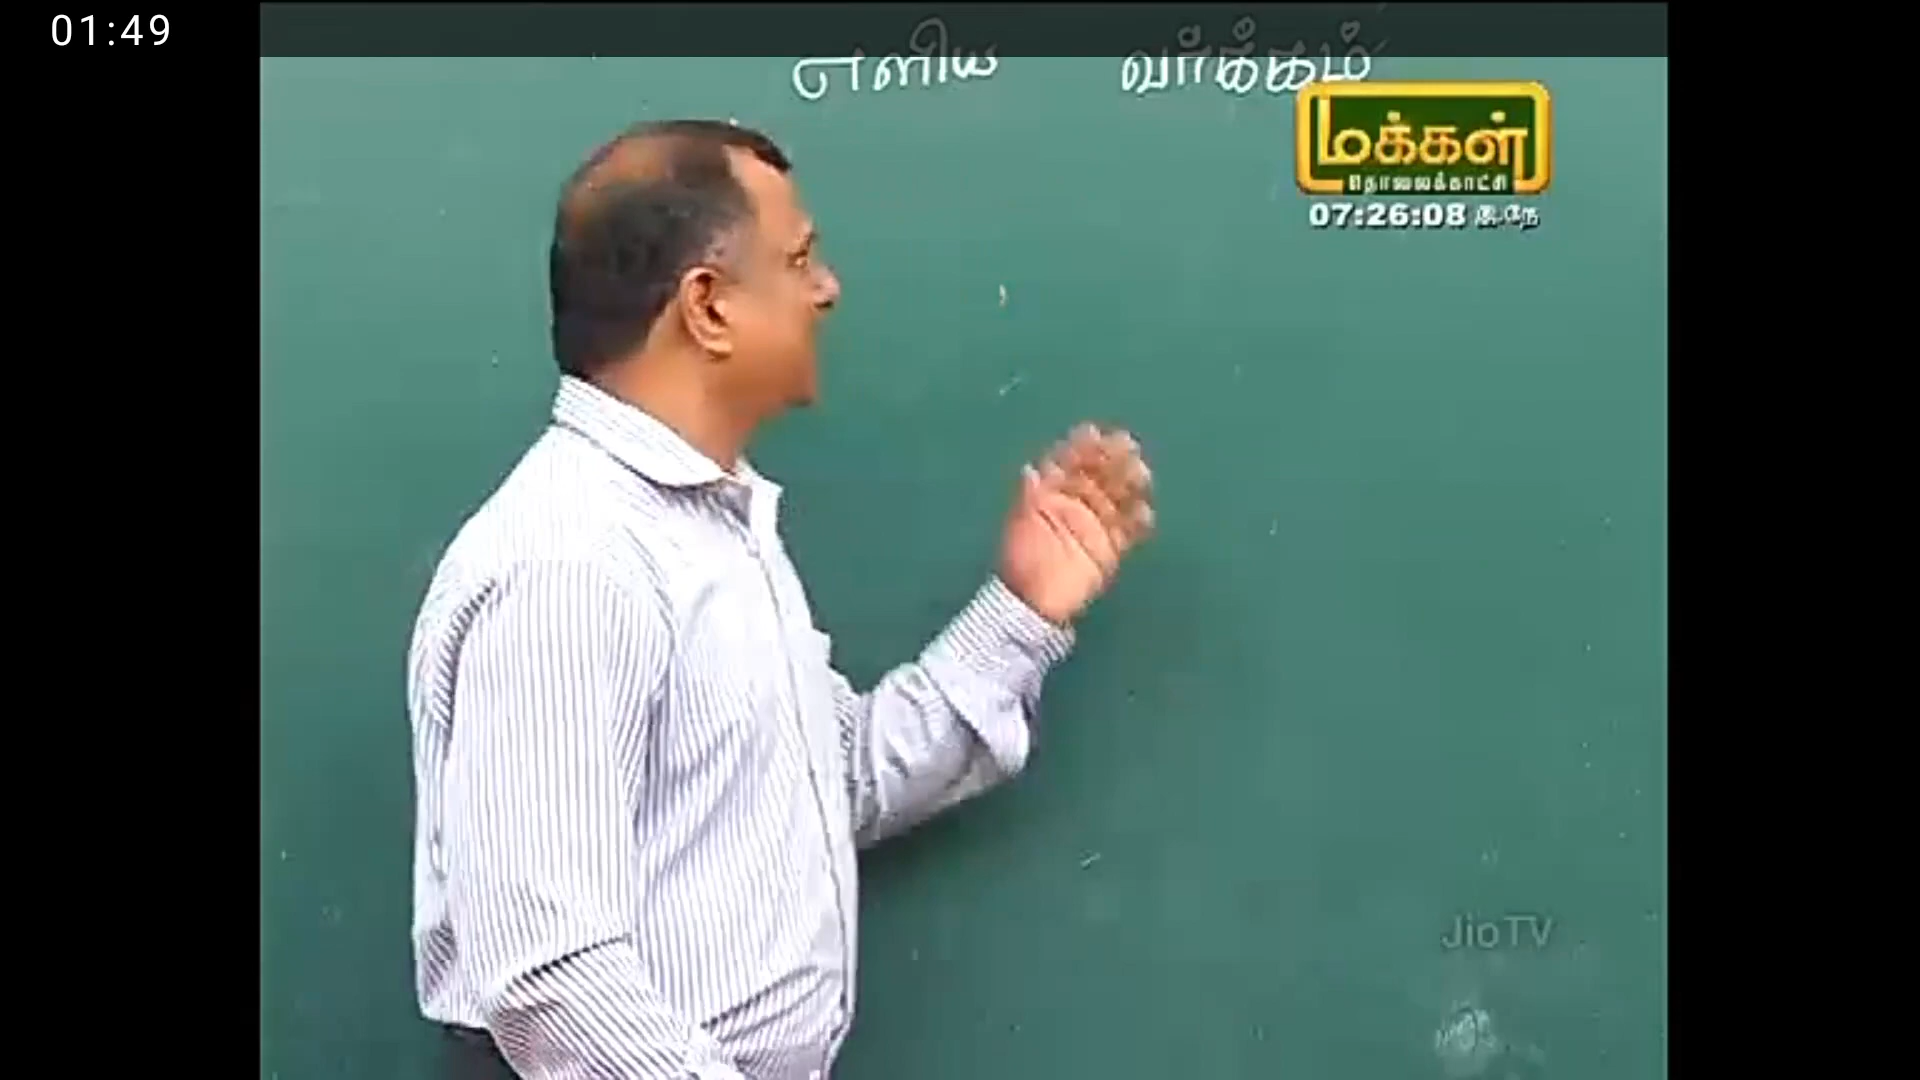 01:49
எளிய வர்க்கம்
மக்கள்
தொலைக்காட்சி
07:26:08 இ.நே
JioTV